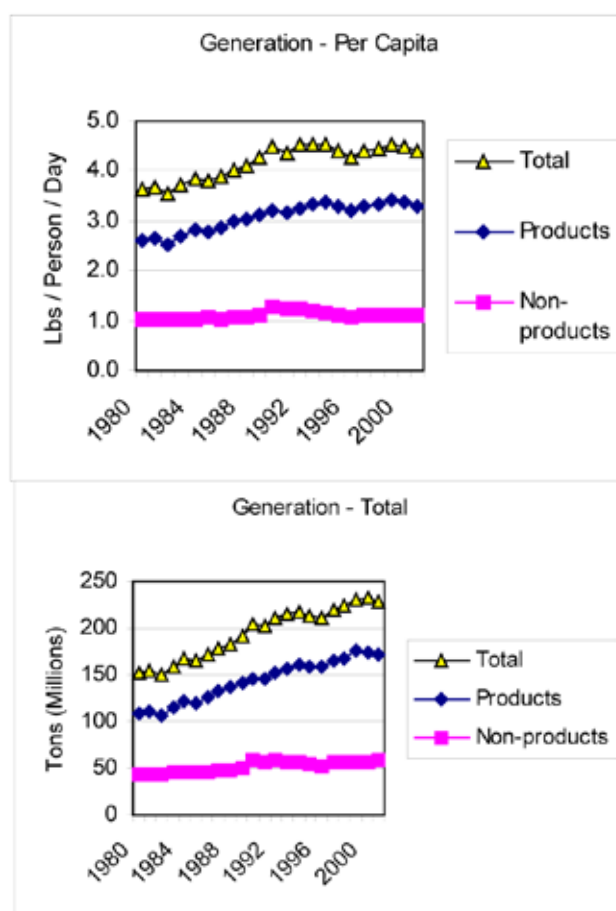 Generation - Per Capita
5.0
4.0
3.0
2.0
1.0
0.0
Lbs / Person / Day
1980
1984
1988
1992
1996
2000
Total
Products
Non-
products
Generation - Total
250
200
150
100
50
0
Tons (Millions)
1980
1984
1988
1992
1996
2000
Total
Products
Non-products